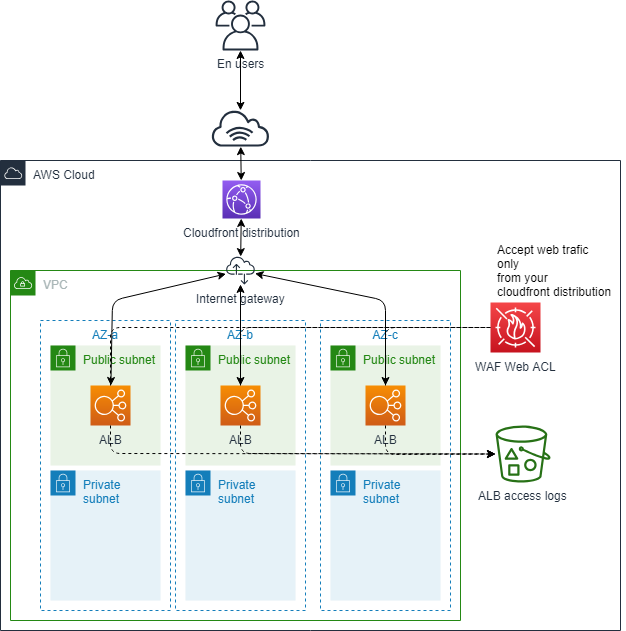 En users
AWS Cloud
Cloudfront distribution
Accept web trafic
only
from your
cloudfront distribution
VPC
Internet gateway
AZ-a
AZ-b
AZ-c
Public subnet
Public subnet
Public subnet
WAF Web ACL
ALB
ALB
ALB
ALB access logs
Private
subnet
Private
subnet
Private
subnet